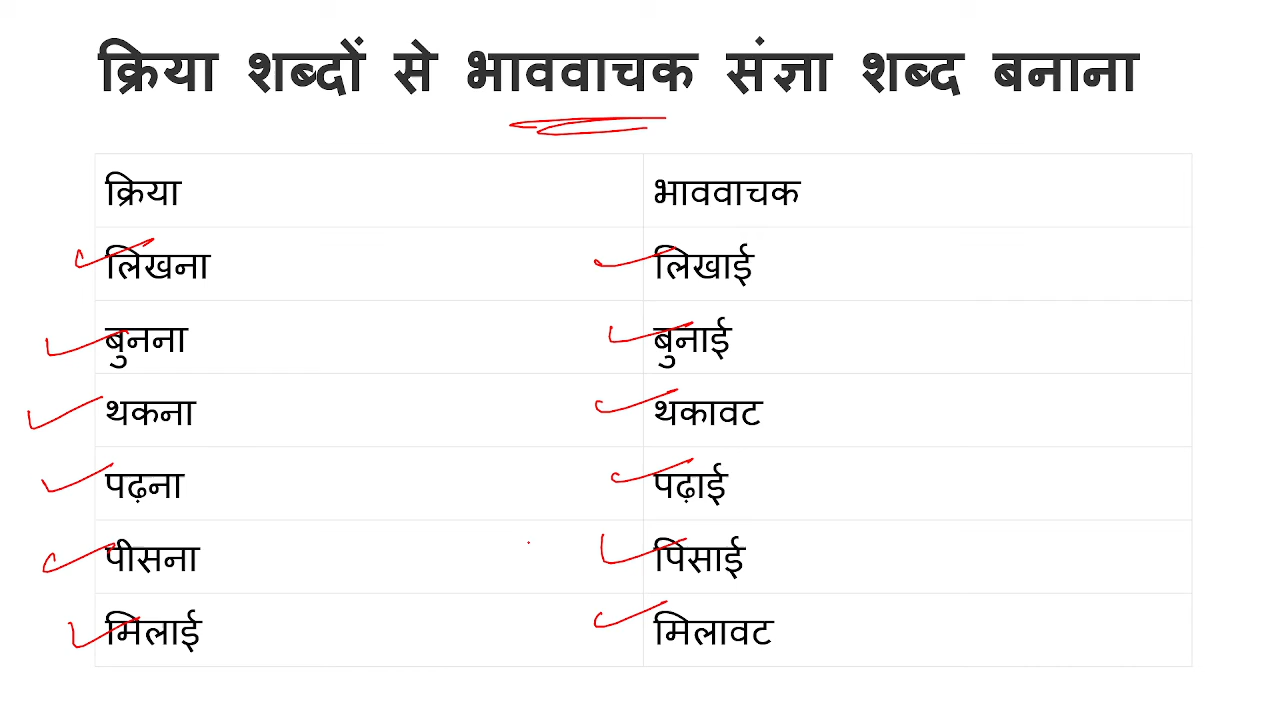 क्रिया शब्दों से भाववाचक संज्ञा शब्द बनाना
क्रिया भाववाचक
लिखना लिखाई
बुनना बुनाई
थकना थकावट
पढ़ना पढ़ाई
पीसना पिसाई
मिलाई मिलावट